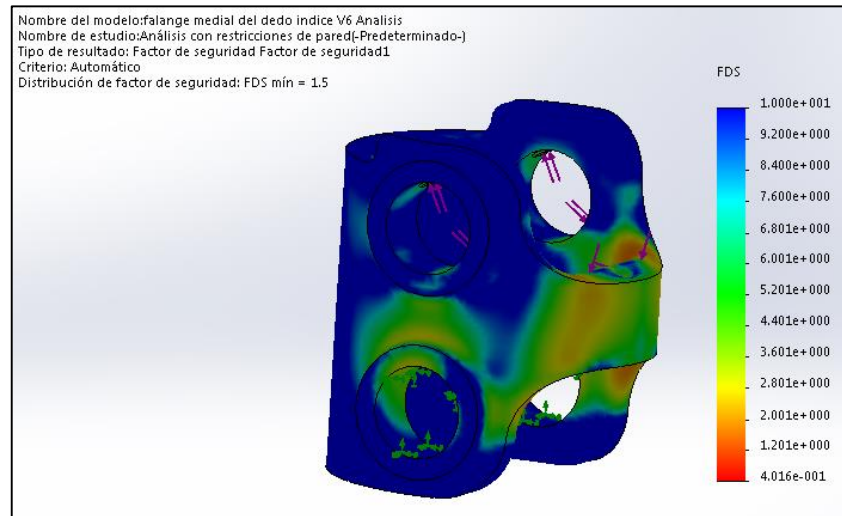 Nombre del modelo:falange medial del dedo indice V6 Analisis
Nombre de estudio:Análisis con restricciones de pared(-Predeterminado-)
Tipo de resultado: Factor de seguridad Factor de seguridad1
Criterio: Automático
Distribución de factor de seguridad: FDS mín = 1.5
FDS
1.000e+001
9.200e+000
8.400e+000
7.600e+000
6.801e+000
6.001e+000
5.201e+000
4.401e+000
3.601e+000
2.801e+000
2.001e+000
1.201e+000
4.016e-001